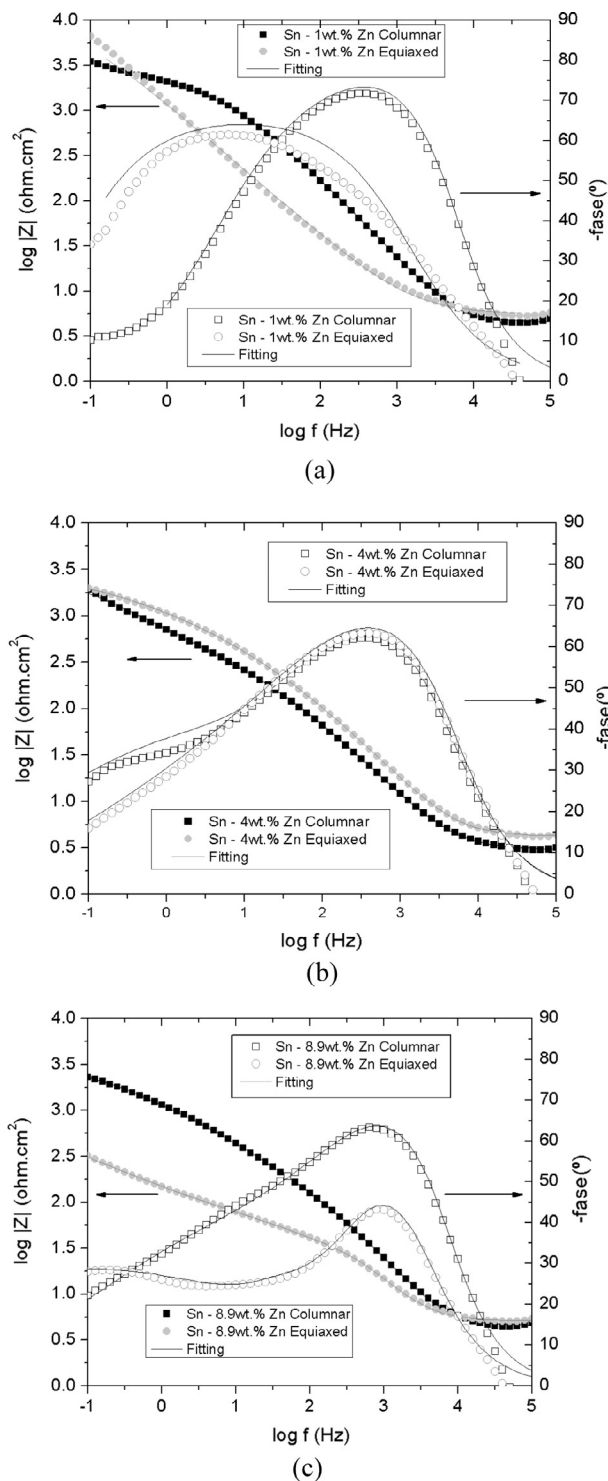 Sn - 1wt.% Zn Columnar
Sn - 1wt.% Zn Equiaxed
Fitting
4.0
3.5
3.0
2.5
2.0
1.5
1.0
0.5
0.0
log |Z| (ohm.cm²)
90
80
70
60
50
40
30
20
10
0
-fase(º)
Sn - 1wt.% Zn Columnar
Sn - 1wt.% Zn Equiaxed
Fitting
-1 0 1 2 3 4 5
log f (Hz)
(a)
4.0
3.5
3.0
2.5
2.0
1.5
1.0
0.5
0.0
log |Z| (ohm.cm²)
Sn - 4wt.% Zn Columnar
Sn - 4wt.% Zn Equiaxed
Fitting
90
80
70
60
50
40
30
20
10
0
-fase(º)
Sn - 4wt.% Zn Columnar
Sn - 4wt.% Zn Equiaxed
Fitting
-1 0 1 2 3 4 5
log f (Hz)
(b)
4.0
3.5
3.0
2.5
2.0
1.5
1.0
0.5
0.0
log |Z| (ohm.cm²)
Sn - 8.9wt.% Zn Columnar
Sn - 8.9wt.% Zn Equiaxed
Fitting
90
80
70
60
50
40
30
20
10
0
-fase(º)
Sn - 8.9wt.% Zn Columnar
Sn - 8.9wt.% Zn Equiaxed
Fitting
-1 0 1 2 3 4 5
log f (Hz)
(c)